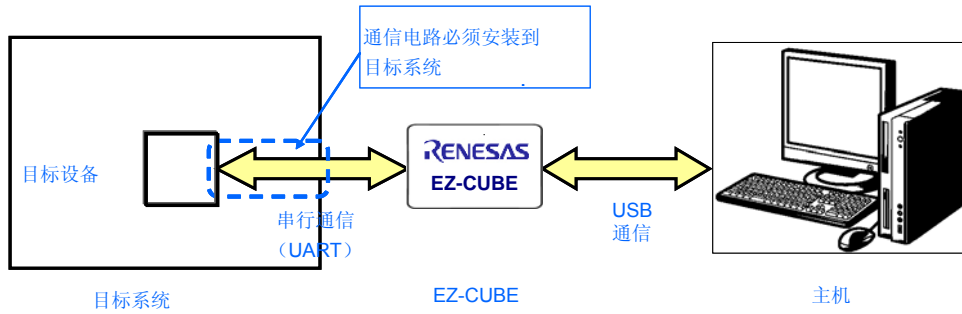 通信电路必须安装到
目标系统
目标设备
RENESAS
EZ-CUBE
串行通信
（UART）
USB
通信
目标系统
EZ-CUBE
主机